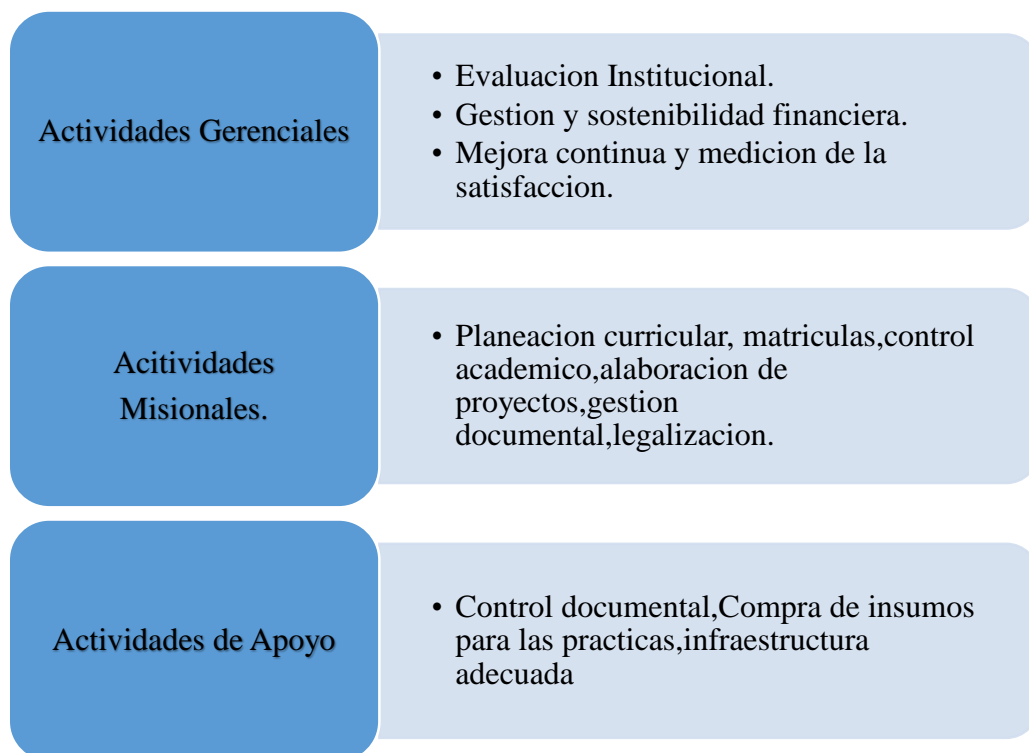 Actividades Gerenciales
• Evaluacion Institucional.
• Gestion y sostenibilidad financiera.
• Mejora continua y medicion de la
satisfaccion.
Acitividades
Misionales.
• Planeacion curricular, matriculas,control
academico,alaboracion de
proyectos,gestion
documental,legalizacion.
Actividades de Apoyo
• Control documental,Compra de insumos
para las practicas,infraestructura
adecuada